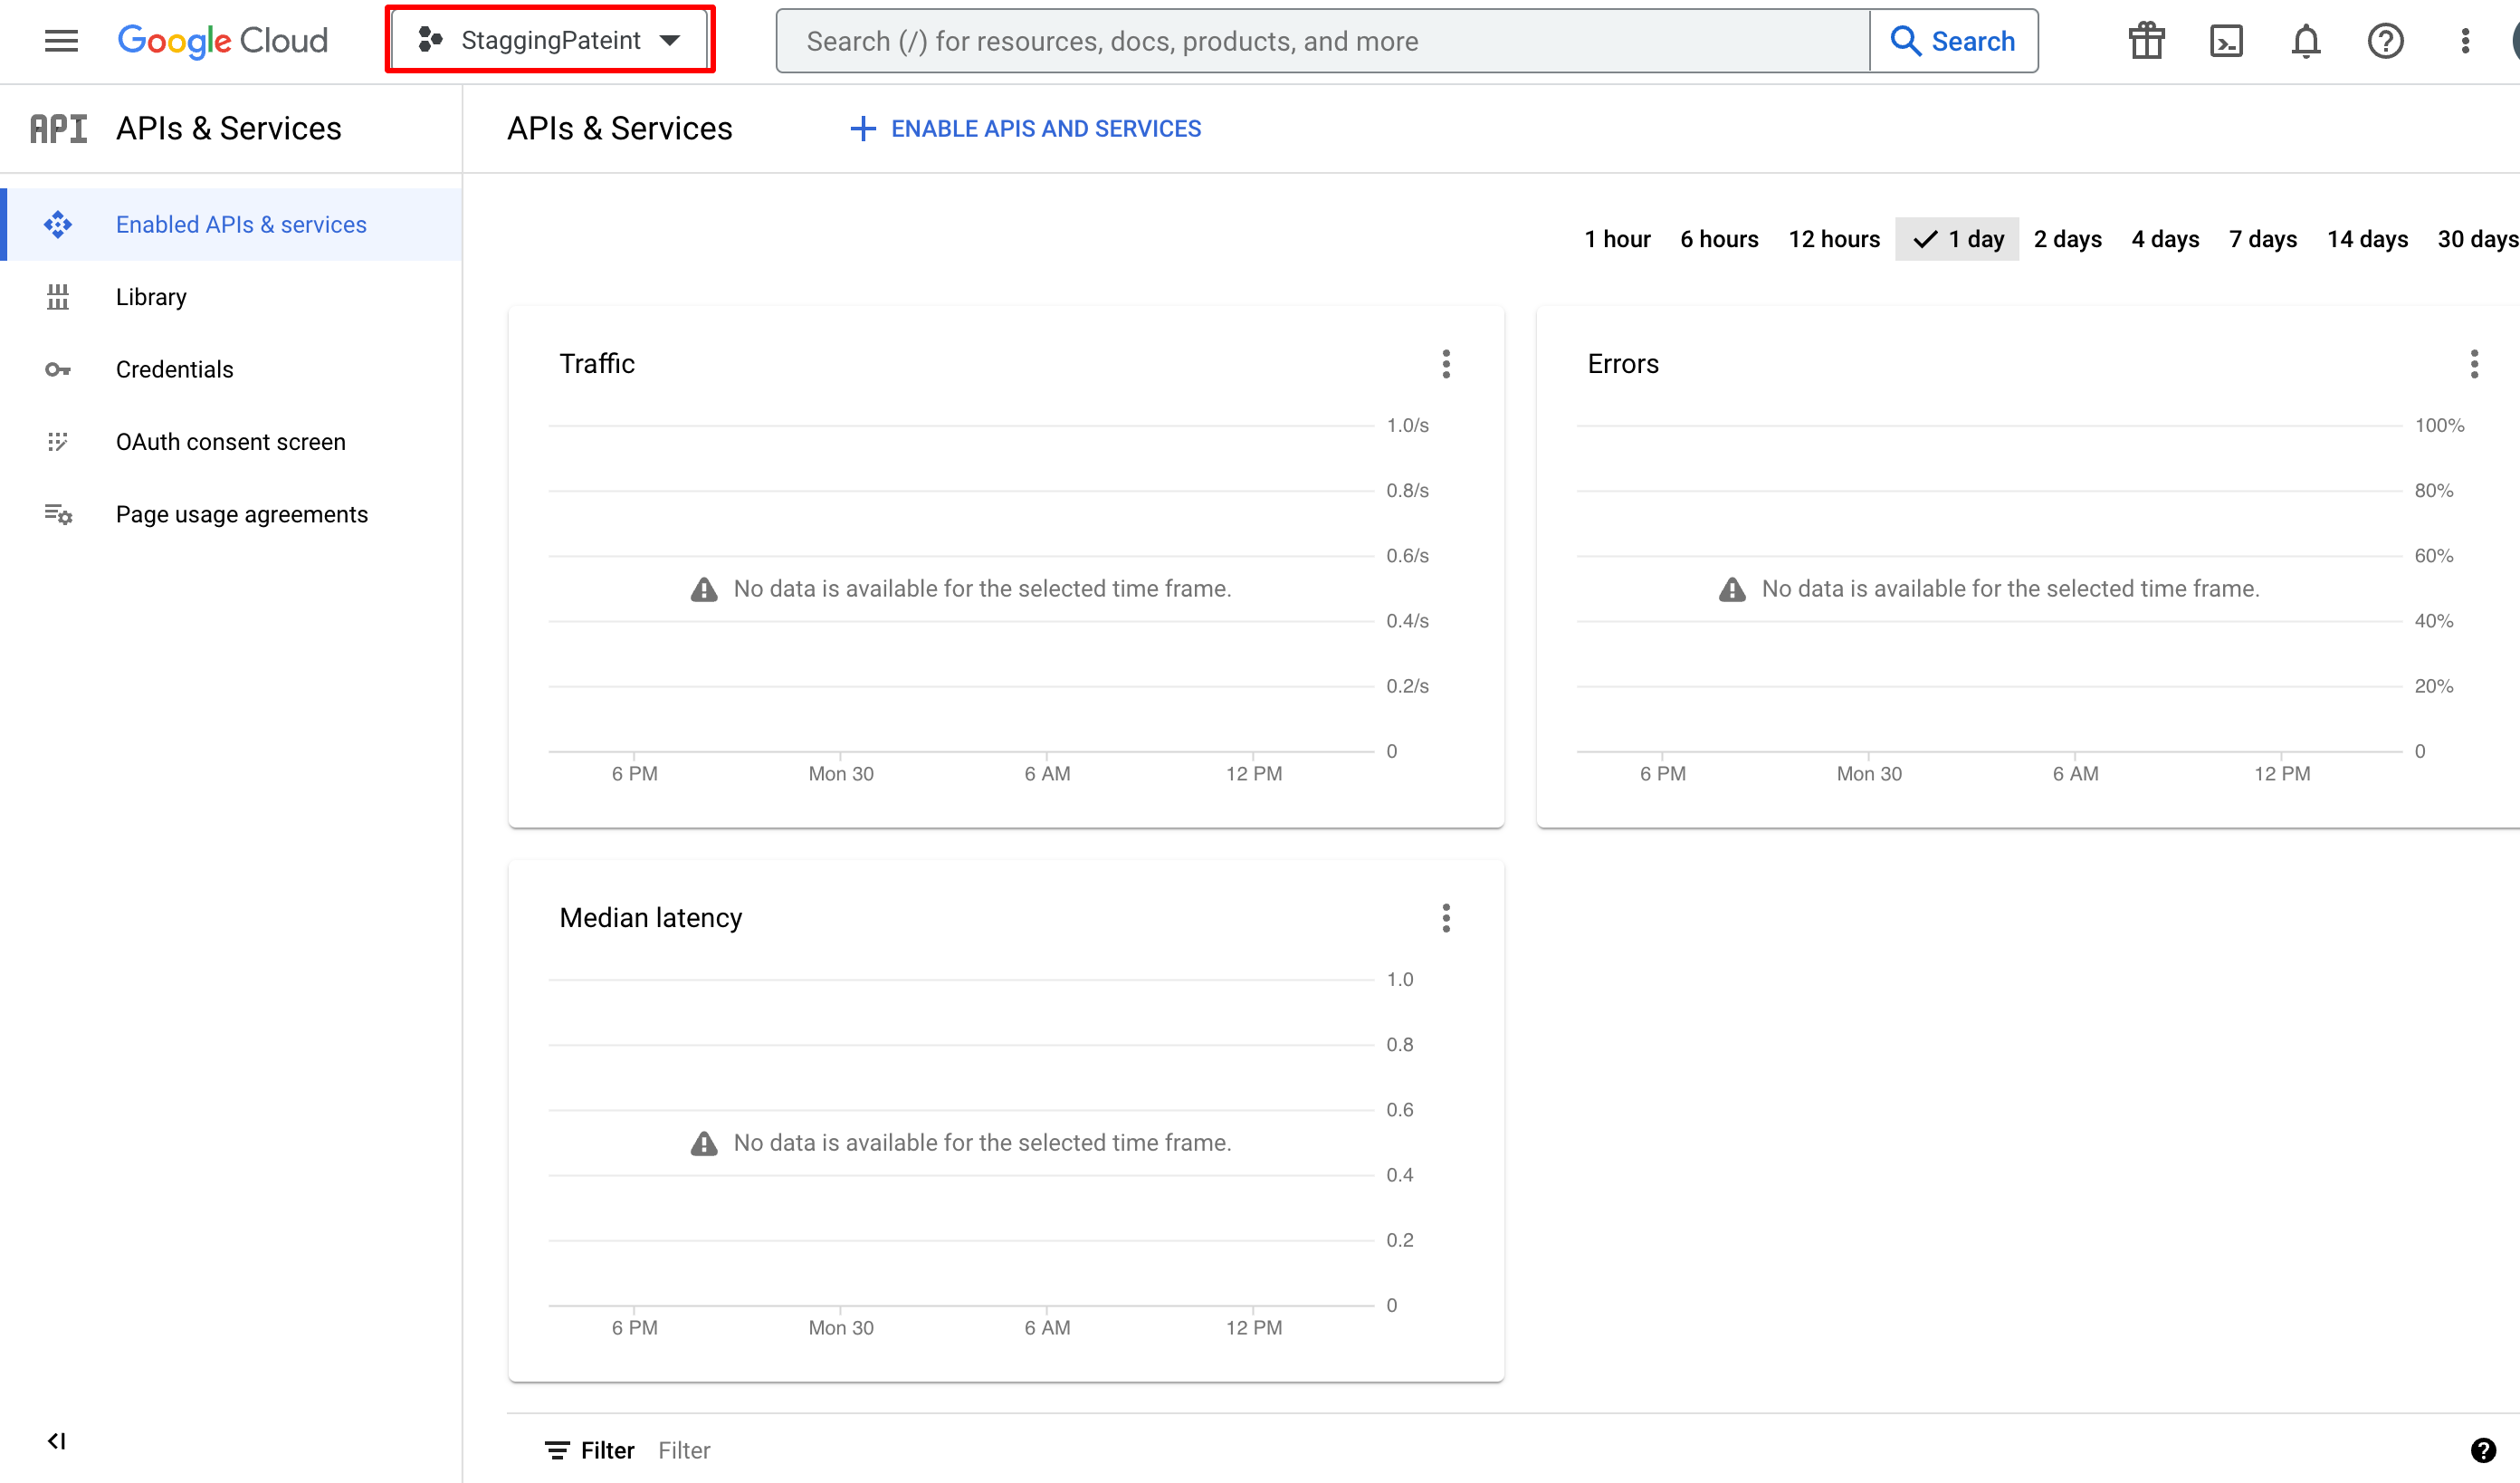 Google Cloud
StaggingPateint
Search (/) for resources, docs, products, and more
Search
API
APIs & Services
APIs & Services
ENABLE APIS AND SERVICES
Enabled APIs & services
Library
Credentials
OAuth consent screen
Page usage agreements
1 hour 6 hours 12 hours 1 day 2 days 4 days 7 days 14 days 30 days
Traffic
1.0/s
0.8/s
0.6/s
No data is available for the selected time frame.
0.4/s
0.2/s
0
6 PM Mon 30 6 AM 12 PM
Errors
100%
80%
60%
No data is available for the selected time frame.
40%
20%
0
6 PM Mon 30 6 AM 12 PM
Median latency
1.0
0.8
0.6
No data is available for the selected time frame.
0.4
0.2
0
6 PM Mon 30 6 AM 12 PM
Filter Filter